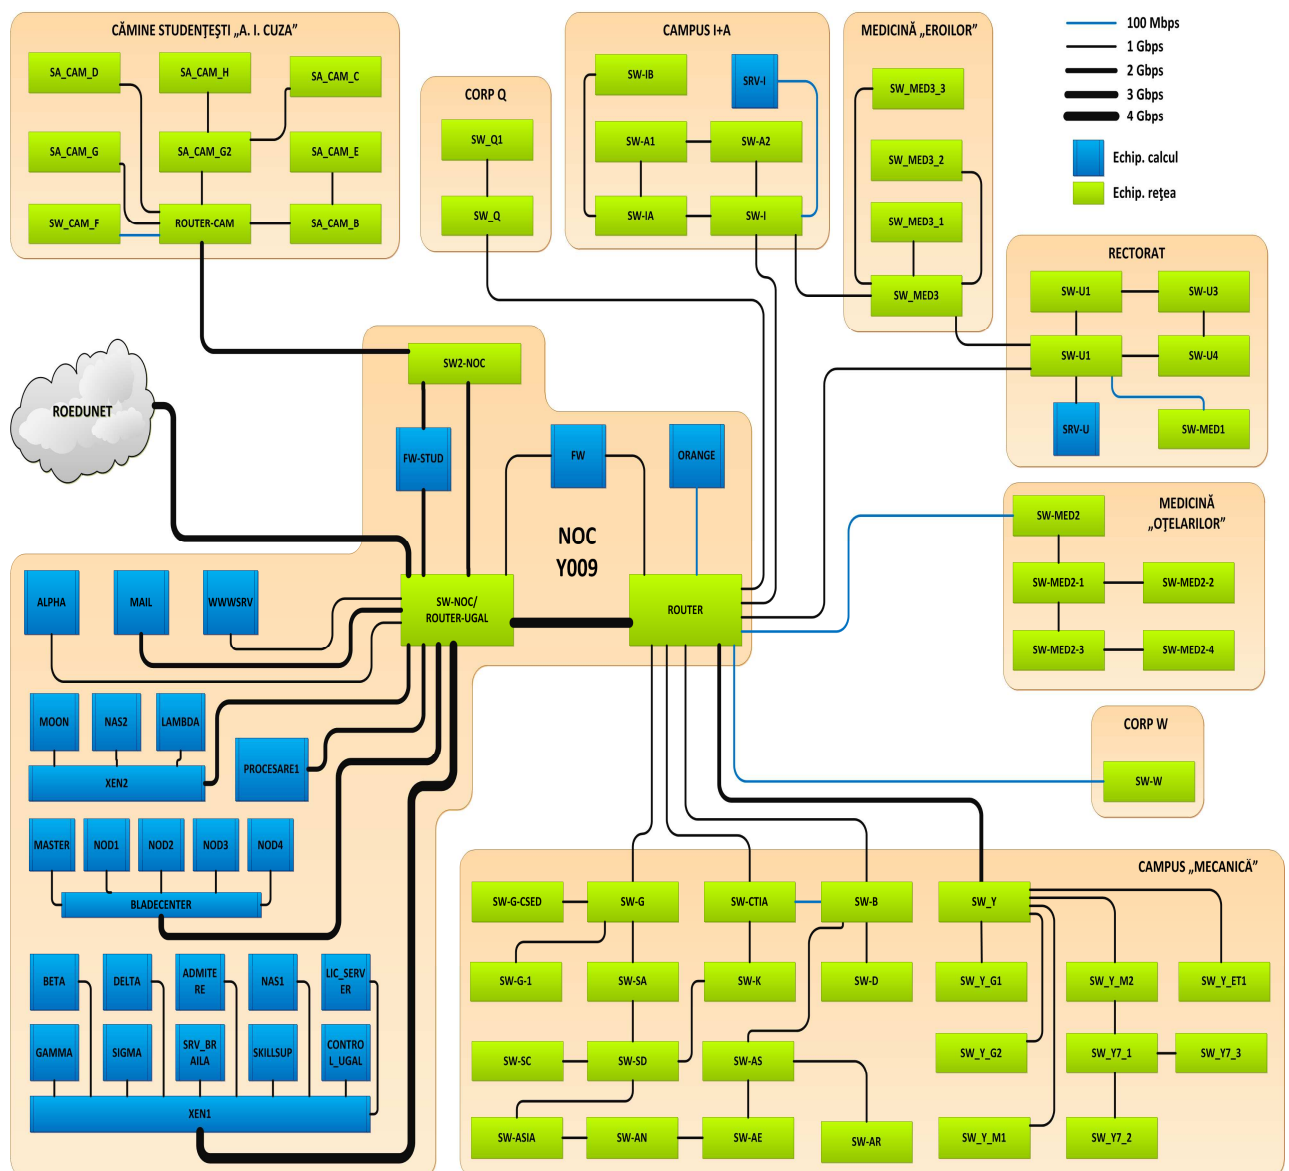 CĂMINE STUDENŢEŞTI „A. I. CUZA”
SA_CAM_D
SA_CAM_H
SA_CAM_C
SA_CAM_G
SA_CAM_G2
SA_CAM_E
SW_CAM_F
ROUTER-CAM
SA_CAM_B
CORP Q
SW_Q1
SW_Q
CAMPUS I+A
SW-IB
SRV-I
SW-A1
SW-A2
SW-IA
SW-I
MEDICINĂ „EROILOR”
SW_MED3_3
SW_MED3_2
SW_MED3_1
SW_MED3
100 Mbps
1 Gbps
2 Gbps
3 Gbps
4 Gbps
Echip. calcul
Echip. reţea
RECTORAT
SW-U1
SW-U3
SW-U1
SW-U4
SRV-U
SW-MED1
ROEDUNET
SW2-NOC
FW-STUD
FW
ORANGE
NOC
Y009
SW-NOC/
ROUTER-UGAL
ROUTER
MEDICINĂ
„OŢELARILOR”
SW-MED2
SW-MED2-1
SW-MED2-2
SW-MED2-3
SW-MED2-4
ALPHA
MAIL
WWWSRV
MOON
NAS2
LAMBDA
XEN2
PROCESARE1
MASTER
NOD1
NOD2
NOD3
NOD4
BLADECENTER
BETA
DELTA
ADMITE
RE
NAS1
LIC_SERV
ER
GAMMA
SIGMA
SRV_BR
AILA
SKILLSUP
CONTRO
L_UGAL
XEN1
CORP W
SW-W
CAMPUS „MECANICĂ”
SW-G-CSED
SW-G
SW-CTIA
SW-B
SW_Y
SW-G-1
SW-SA
SW-K
SW-D
SW_Y_G1
SW_Y_M2
SW_Y_ET1
SW-SC
SW-SD
SW-AS
SW_Y_G2
SW_Y7_1
SW_Y7_3
SW-ASIA
SW-AN
SW-AE
SW-AR
SW_Y_M1
SW_Y7_2